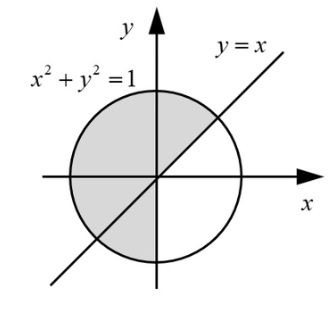 y
y = x
x² + y² = 1
x